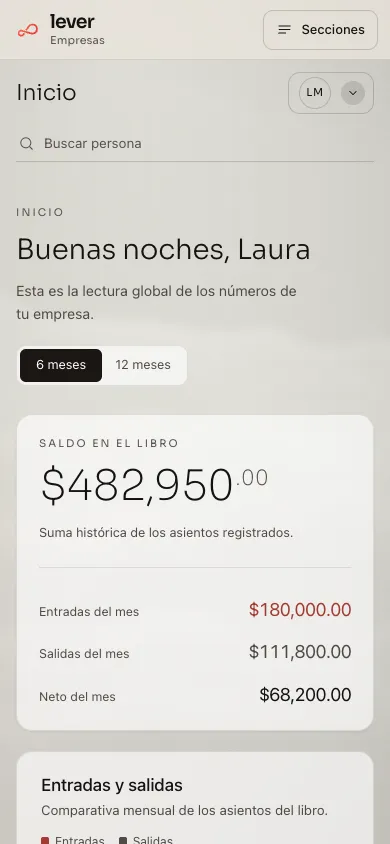 lever
Empresas
Secciones
Inicio
LM
Buscar persona
INICIO
Buenas noches, Laura
Esta es la lectura global de los números de
tu empresa.
6 meses
12 meses
SALDO EN EL LIBRO
$482,950.00
Suma histórica de los asientos registrados.
Entradas del mes
$180,000.00
Salidas del mes
$111,800.00
Neto del mes
$68,200.00
Entradas y salidas
Comparativa mensual de los asientos del libro.
Entradas
Salidas